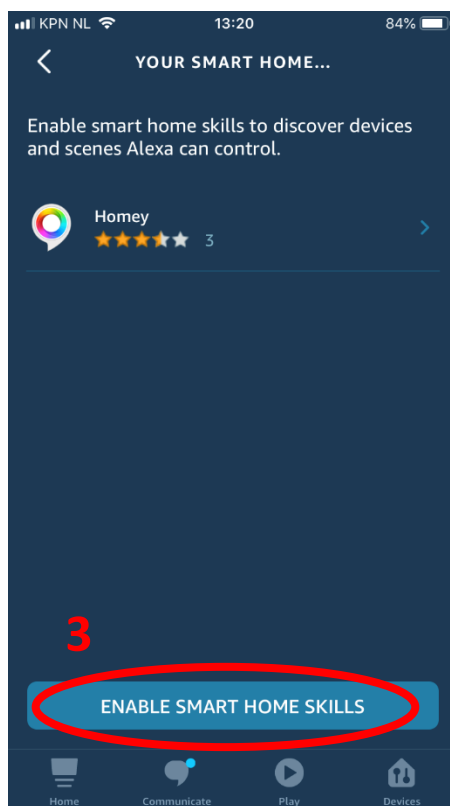 KPN NL 13:20 84%
YOUR SMART HOME...
Enable smart home skills to discover devices
and scenes Alexa can control.
Homey
3
3
ENABLE SMART HOME SKILLS
Home Communicate Play Devices